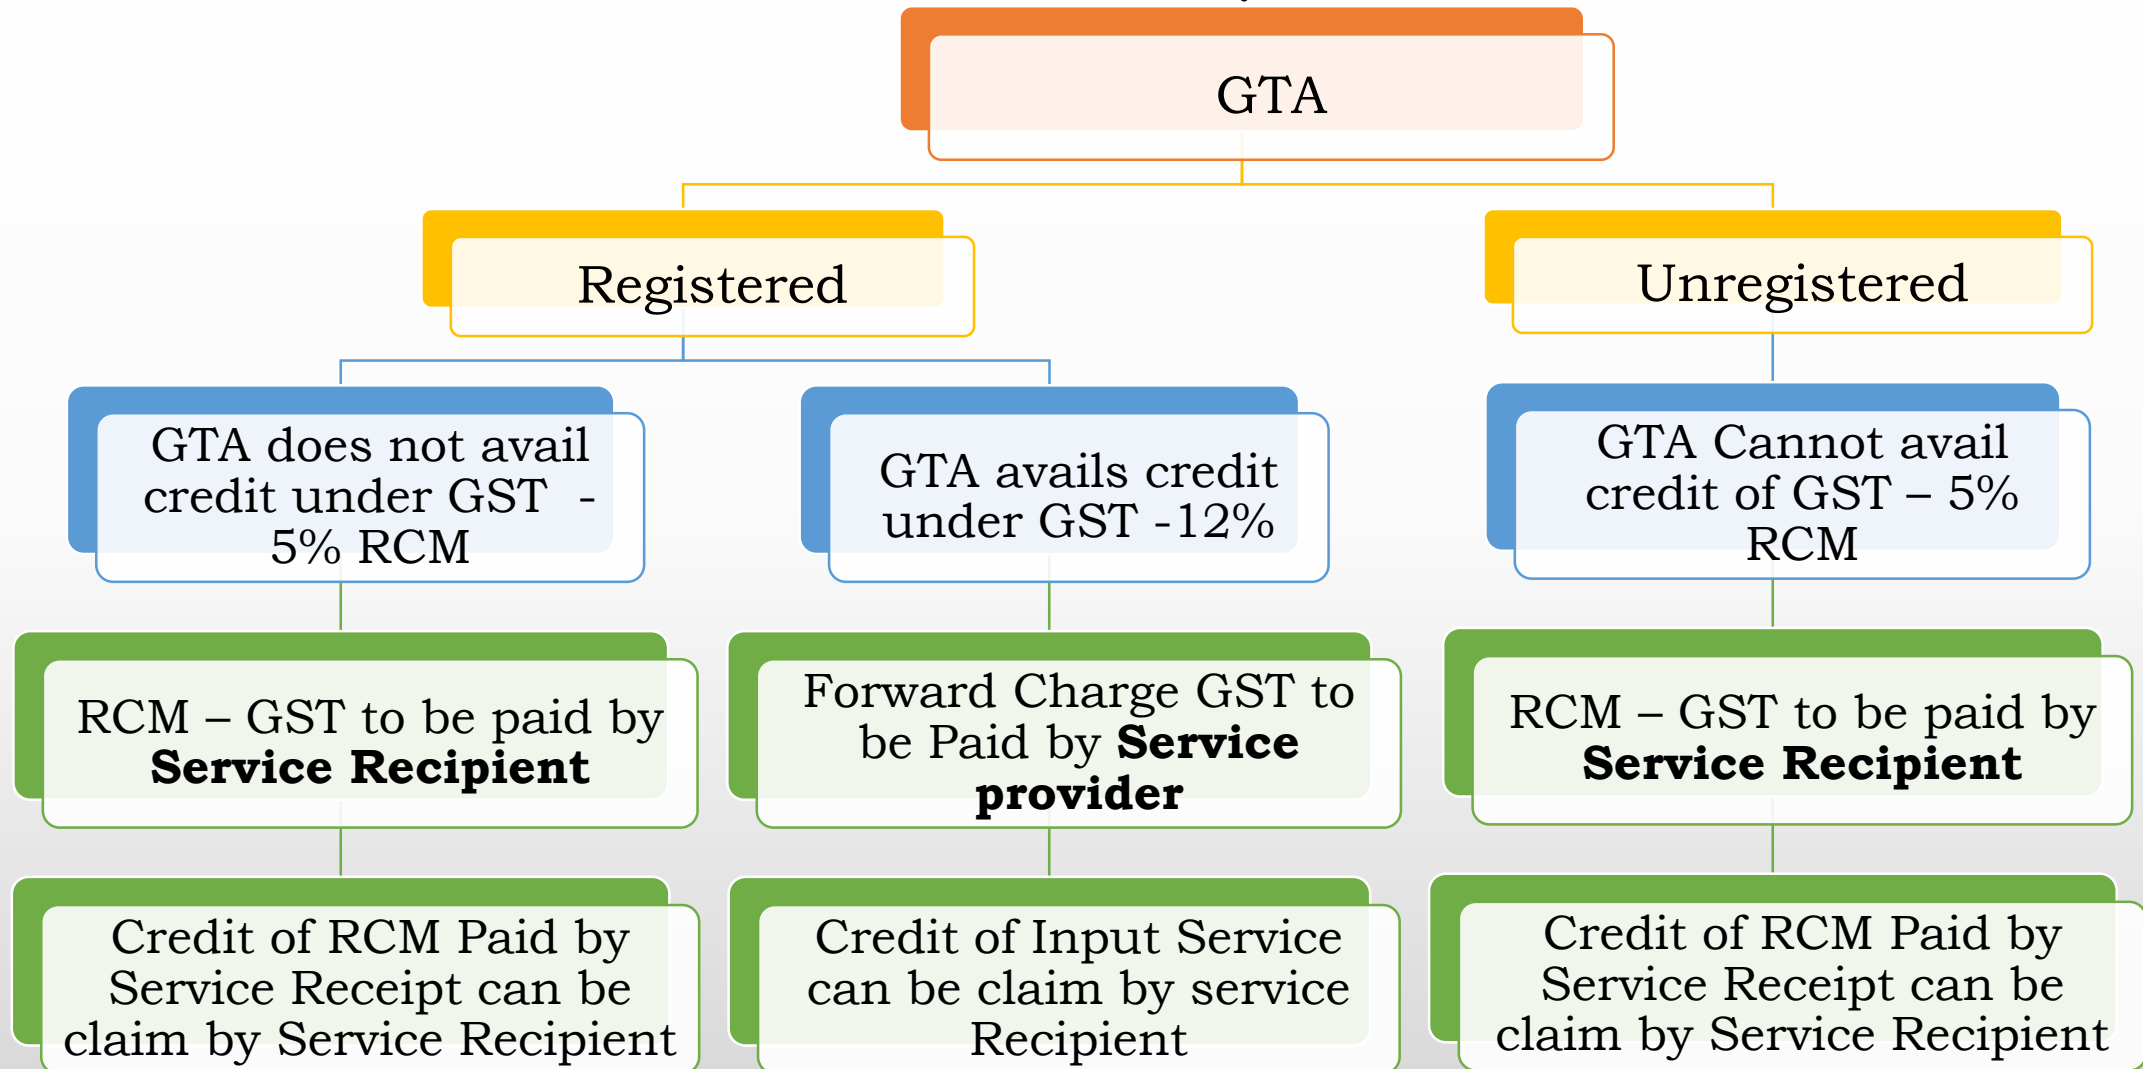 GTA
Registered
Unregistered
GTA does not avail
credit under GST  -
5% RCM
GTA avails credit
under GST -12%
GTA Cannot avail
credit of GST – 5%
RCM
RCM – GST to be paid by
Service Recipient
Forward Charge GST to
be Paid by Service
provider
RCM – GST to be paid by
Service Recipient
Credit of RCM Paid by
Service Receipt can be
claim by Service Recipient
Credit of Input Service
can be claim by service
Recipient
Credit of RCM Paid by
Service Receipt can be
claim by Service Recipient